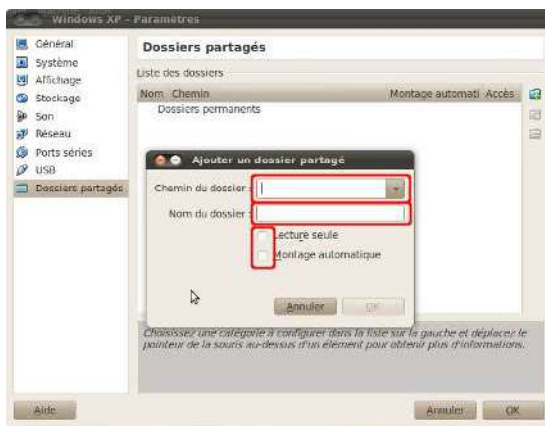 Windows XP - Paramètres
Général
Système
Affichage
Stockage
Son
Réseau
Ports séries
USB
Dossiers partagés
Dossiers partagés
Liste des dossiers
Nom Chemin Montage automati Accès
Dossiers permanents
Ajouter un dossier partagé
Chemin du dossier :
Nom du dossier :
Lecture seule
Montage automatique
Annuler OK
Choisissez une catégorie à configurer dans la liste sur la gauche et déplacez le
pointeur de la souris au-dessus d'un élément pour obtenir plus d'informations.
Aide Annuler OK